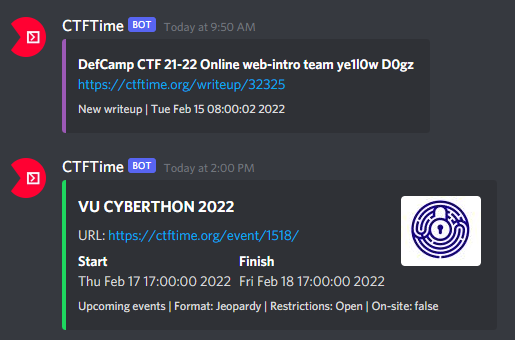 CTFTime BOT Today at 9:50 AM
DefCamp CTF 21-22 Online web-intro team ye1l0w D0gz
https://ctftime.org/writeup/32325
New writeup | Tue Feb 15 08:00:02 2022
CTFTime BOT Today at 2:00 PM
VU CYBERTHON 2022
URL: https://ctftime.org/event/1518/
Start Finish
Thu Feb 17 17:00:00 2022 Fri Feb 18 17:00:00 2022
Upcoming events | Format: Jeopardy | Restrictions: Open | On-site: false